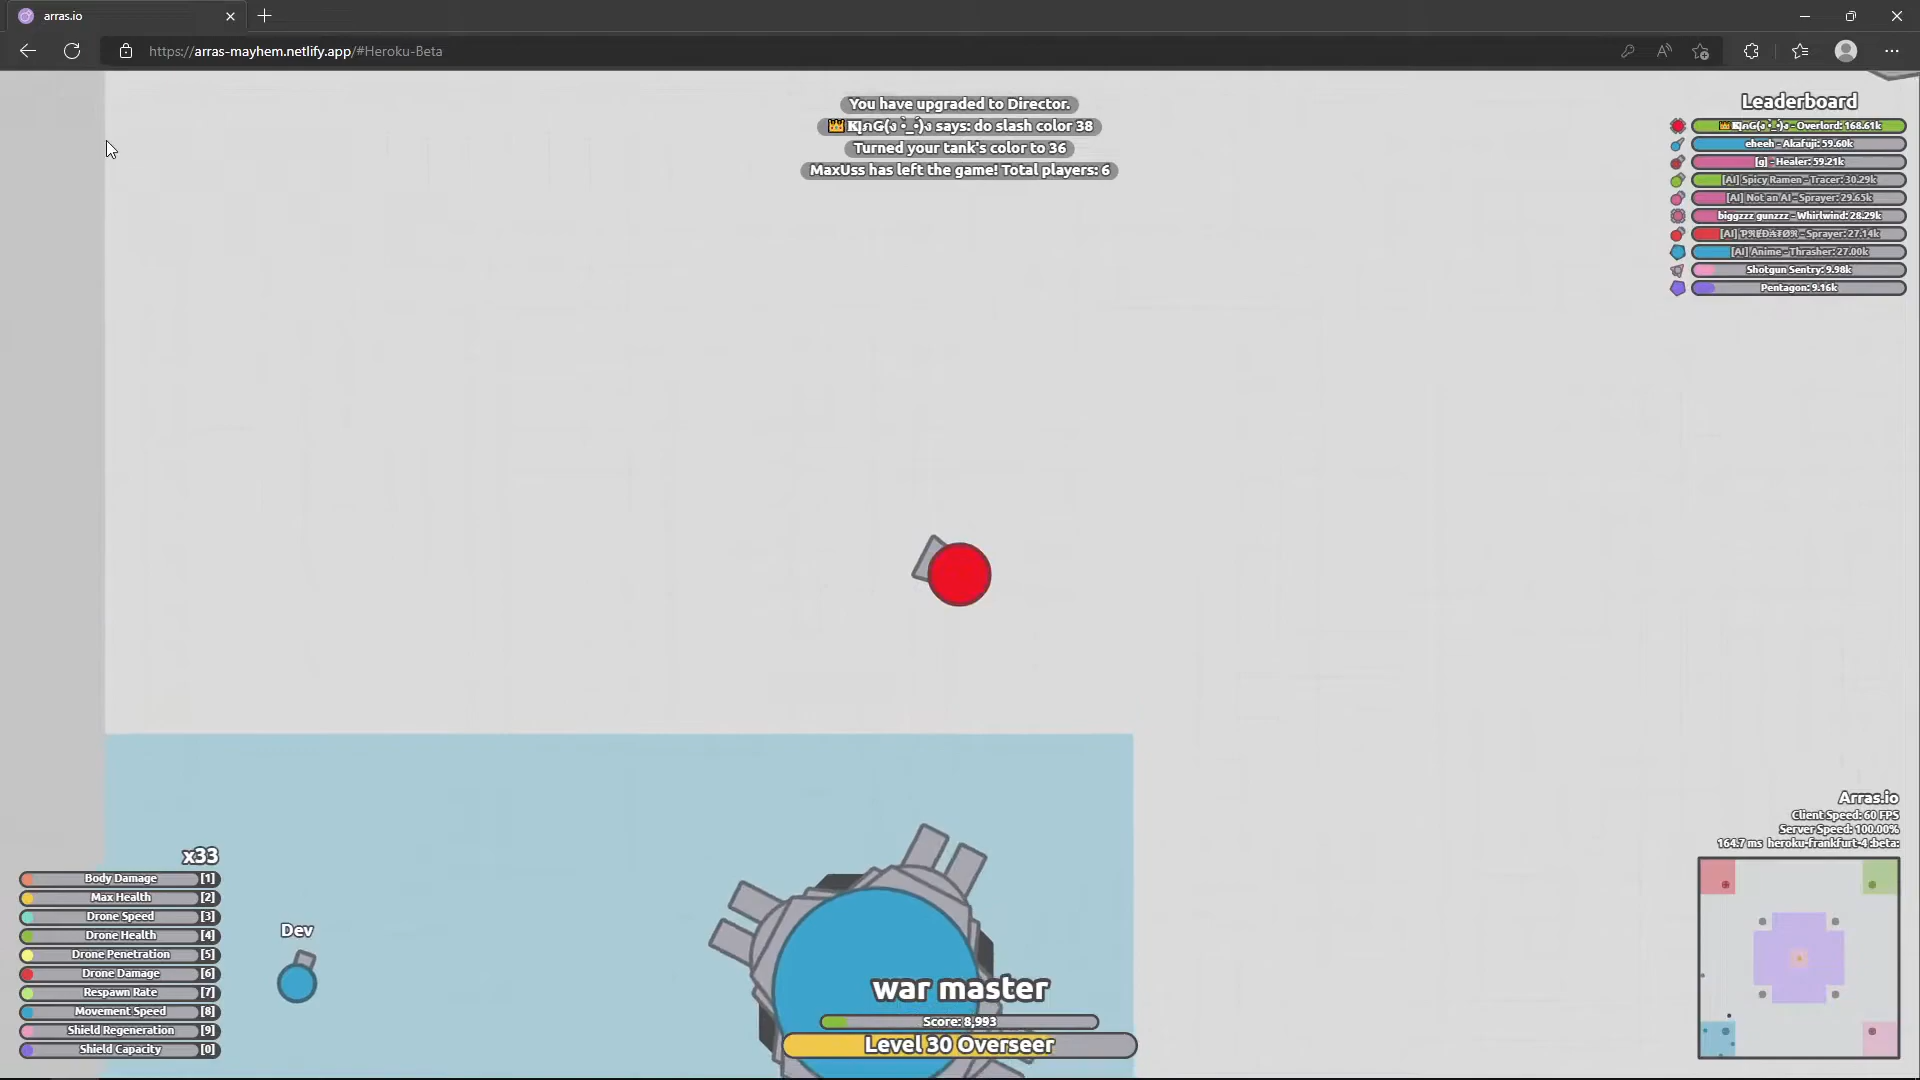 arras.io
https://arras-mayhem.netlify.app/#Heroku-Beta
You have upgraded to Director.
says: do slash color 38
Turned your tank's color to 36
MaxUss has left the game! Total players: 6
Leaderboard
- Overlord: 168.61k
eheeh - Akafuji: 59.60k
[g] - Healer: 59.21k
[AI] Spicy Ramen - Tracer: 30.29k
[AI] Not an AI - Sprayer: 29.65k
biggzzz gunzzz - Whirlwind: 28.29k
[AI] - Sprayer: 27.14k
[AI] Anime - Thrasher: 27.00k
Shotgun Sentry: 9.98k
Pentagon: 9.16k
x33
Body Damage [1]
Max Health [2]
Drone Speed [3]
Drone Health [4]
Drone Penetration [5]
Drone Damage [6]
Respawn Rate [7]
Movement Speed [8]
Shield Regeneration [9]
Shield Capacity [0]
Dev
war master
Score: 8,993
Level 30 Overseer
Arras.io
Client Speed: 60 FPS
Server Speed: 100.00%
164.7 ms heroku-frankfurt-4 :beta: